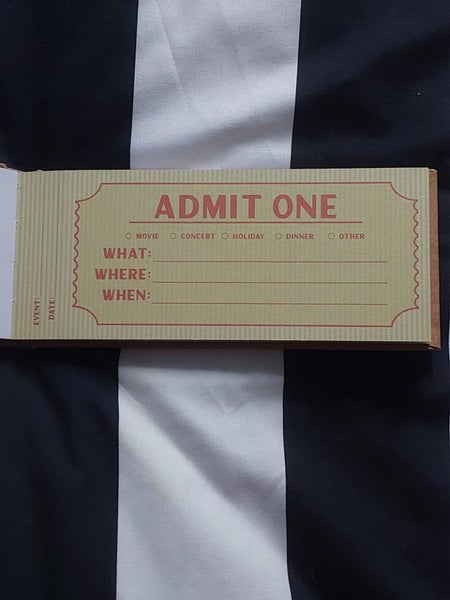 ADMIT ONE
MOVIE CONCERT HOLIDAY DINNER OTHER
WHAT:
WHERE:
WHEN:
EVENT:
DATE: